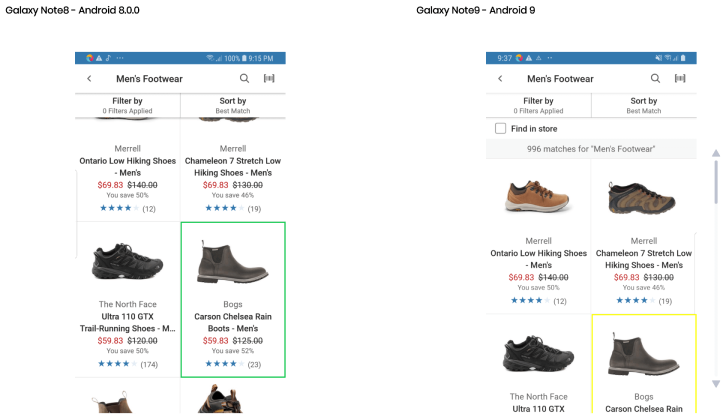 Galaxy Note8 - Android 8.0.0
100% 9:15 PM
Men's Footwear
Filter by
0 Filters Applied
Sort by
Best Match
Merrell
Ontario Low Hiking Shoes
- Men's
$69.83 $140.00
You save 50%
(12)
Merrell
Chameleon 7 Stretch Low
Hiking Shoes - Men's
$69.83 $130.00
You save 46%
(19)
The North Face
Ultra 110 GTX
Trail-Running Shoes - M...
$59.83 $120.00
You save 50%
(174)
Bogs
Carson Chelsea Rain
Boots - Men's
$59.83 $125.00
You save 52%
(23)
Galaxy Note9 - Android 9
9:37
Men's Footwear
Filter by
0 Filters Applied
Sort by
Best Match
Find in store
996 matches for "Men's Footwear"
Merrell
Ontario Low Hiking Shoes
- Men's
$69.83 $140.00
You save 50%
(12)
Merrell
Chameleon 7 Stretch Low
Hiking Shoes - Men's
$69.83 $130.00
You save 46%
(19)
The North Face
Ultra 110 GTX
Bogs
Carson Chelsea Rain